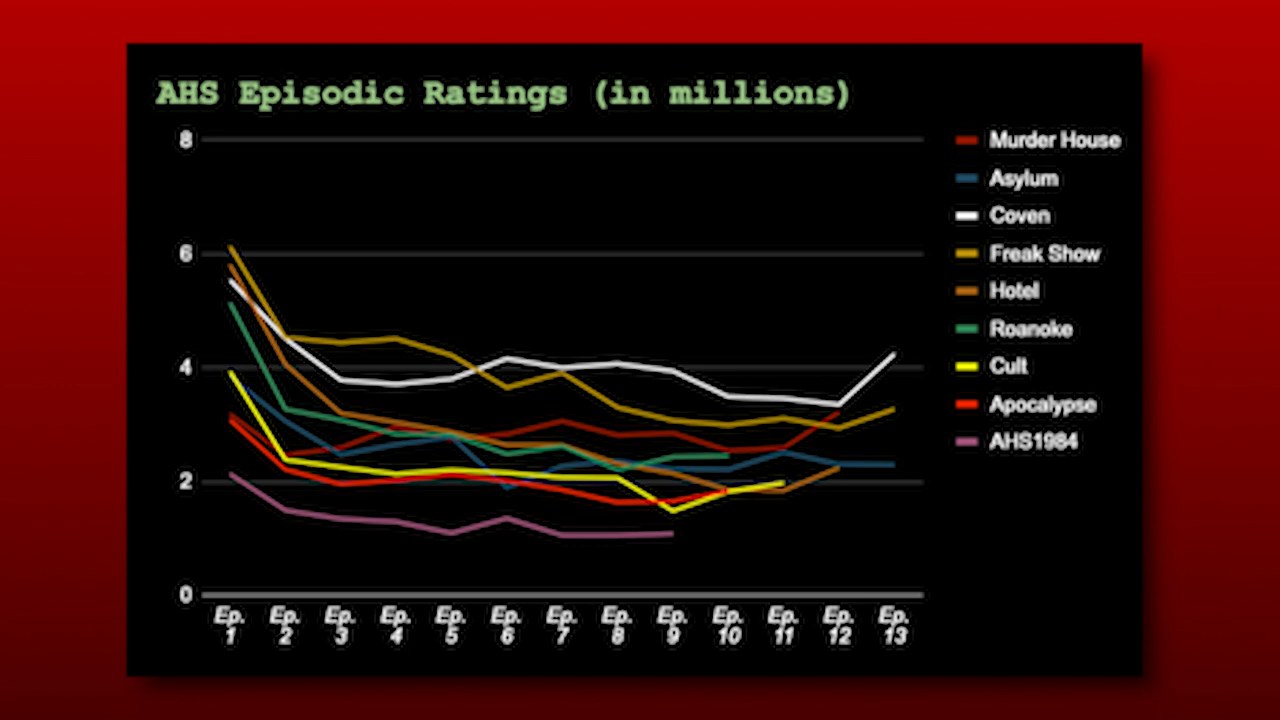 AHS Episodic Ratings (in millions)
8
6
4
2
0
Ep. 1
Ep. 2
Ep. 3
Ep. 4
Ep. 5
Ep. 6
Ep. 7
Ep. 8
Ep. 9
Ep. 10
Ep. 11
Ep. 12
Ep. 13
Murder House
Asylum
Coven
Freak Show
Hotel
Roanoke
Cult
Apocalypse
AHS1984